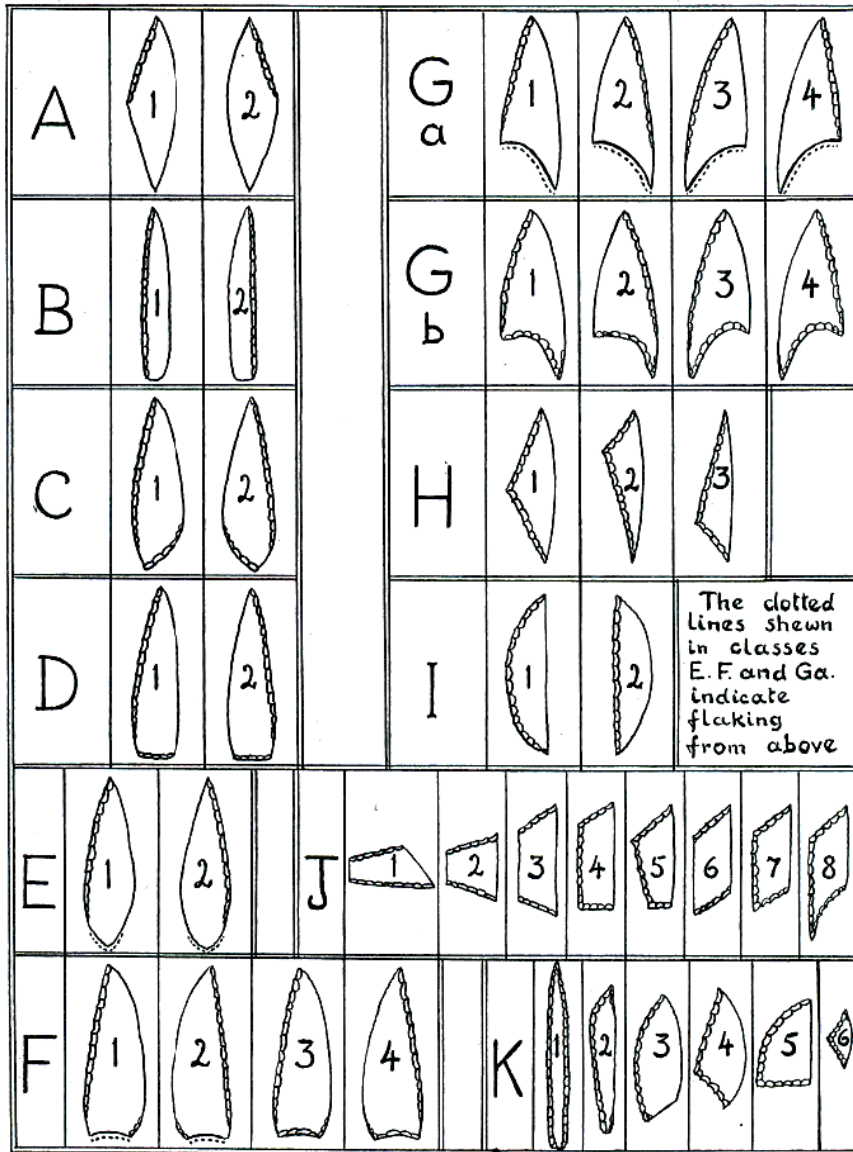 A 1 2
G a 1 2 3 4
B 1 2
G b 1 2 3 4
C 1 2
H 1 2 3
D 1 2
I 1 2
The dotted
lines shewn
in classes
E. F. and Ga.
indicate
flaking
from above
E 1 2
J 1 2 3 4 5 6 7 8
F 1 2 3 4
K 1 2 3 4 5 6